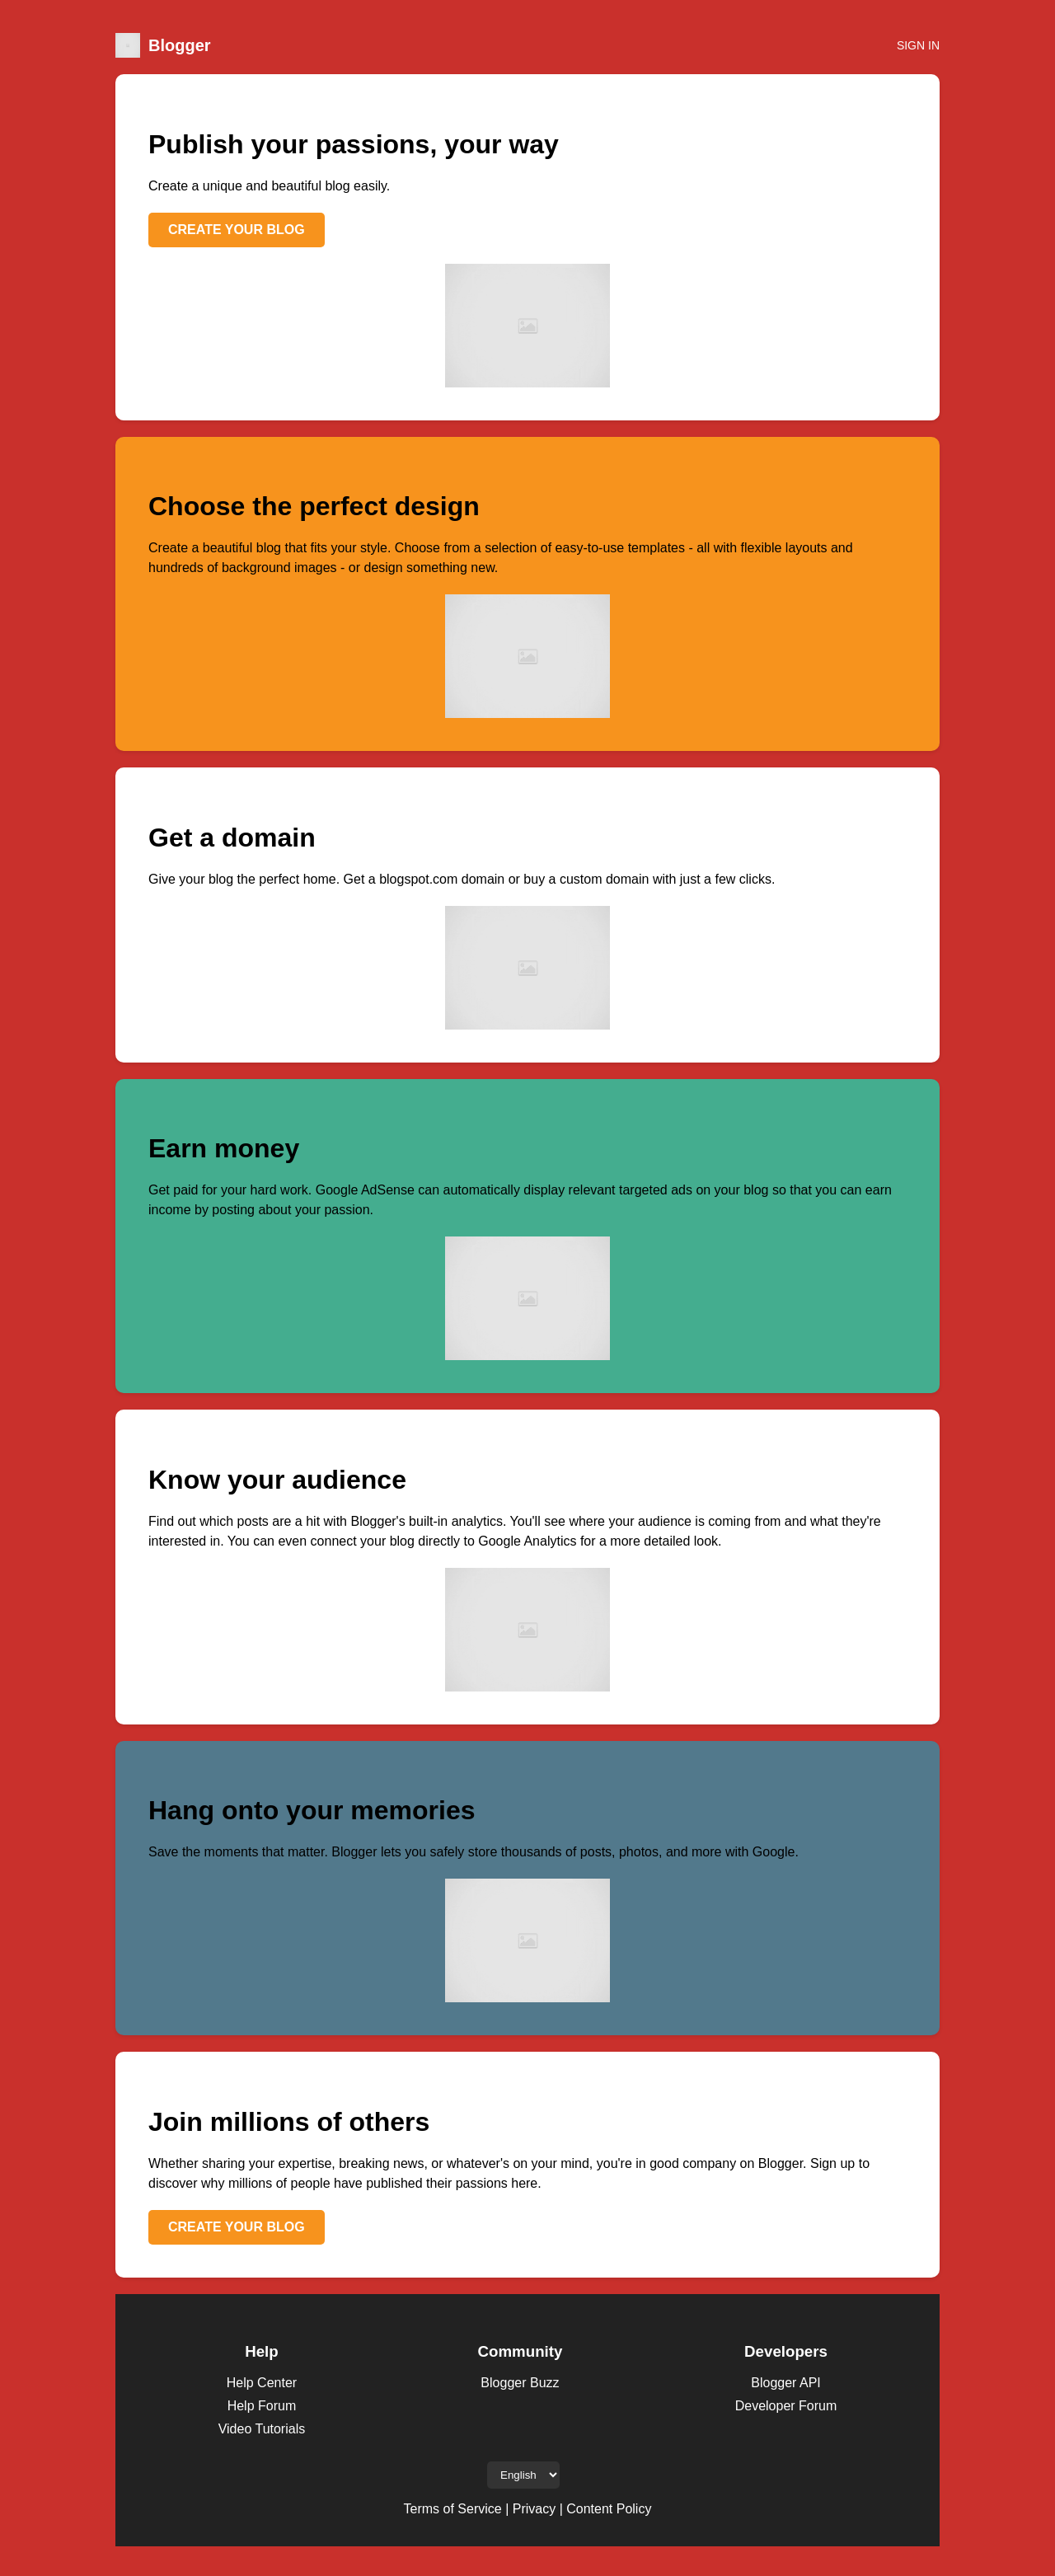 Blogger
SIGN IN
Publish your passions, your way
Create a unique and beautiful blog easily.
CREATE YOUR BLOG
Choose the perfect design
Create a beautiful blog that fits your style. Choose from a selection of easy-to-use templates - all with flexible layouts and
hundreds of background images - or design something new.
Get a domain
Give your blog the perfect home. Get a blogspot.com domain or buy a custom domain with just a few clicks.
Earn money
Get paid for your hard work. Google AdSense can automatically display relevant targeted ads on your blog so that you can earn
income by posting about your passion.
Know your audience
Find out which posts are a hit with Blogger's built-in analytics. You'll see where your audience is coming from and what they're
interested in. You can even connect your blog directly to Google Analytics for a more detailed look.
Hang onto your memories
Save the moments that matter. Blogger lets you safely store thousands of posts, photos, and more with Google.
Join millions of others
Whether sharing your expertise, breaking news, or whatever's on your mind, you're in good company on Blogger. Sign up to
discover why millions of people have published their passions here.
CREATE YOUR BLOG
Help
Help Center
Help Forum
Video Tutorials
Community
Blogger Buzz
Developers
Blogger API
Developer Forum
English
Terms of Service | Privacy | Content Policy